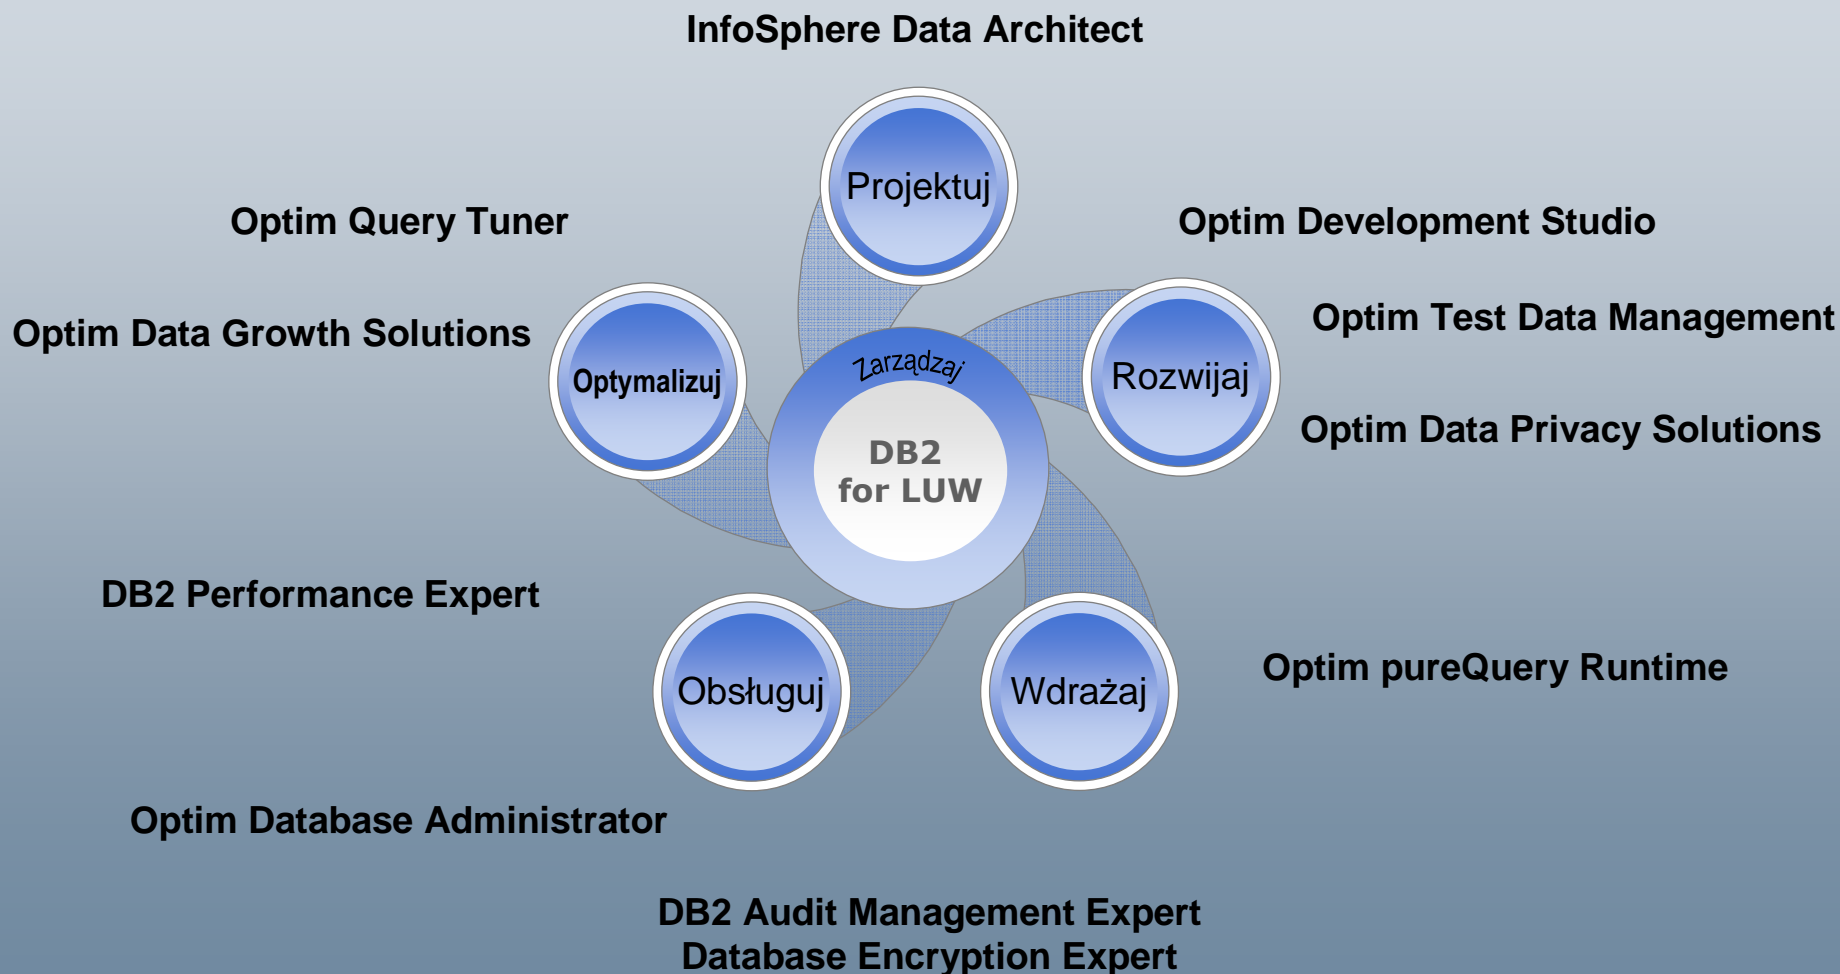 InfoSphere Data Architect
Projektuj
Optim Query Tuner
Optim Development Studio
Optim Data Growth Solutions
Optim Test Data Management
Optymalizuj
Zarządzaj
Rozwijaj
Optim Data Privacy Solutions
DB2
for LUW
DB2 Performance Expert
Obsługuj
Wdrażaj
Optim pureQuery Runtime
Optim Database Administrator
DB2 Audit Management Expert
Database Encryption Expert